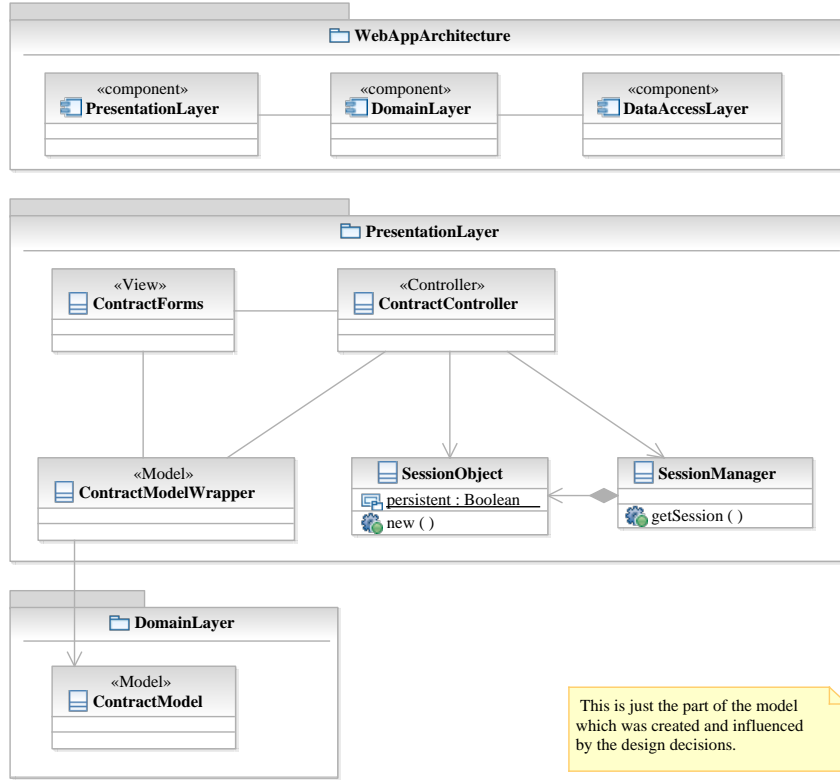 WebAppArchitecture
«component»
PresentationLayer
«component»
DomainLayer
«component»
DataAccessLayer
PresentationLayer
«View»
ContractForms
«Controller»
ContractController
«Model»
ContractModelWrapper
SessionObject
persistent : Boolean
new ( )
SessionManager
getSession ( )
DomainLayer
«Model»
ContractModel
This is just the part of the model
which was created and influenced
by the design decisions.